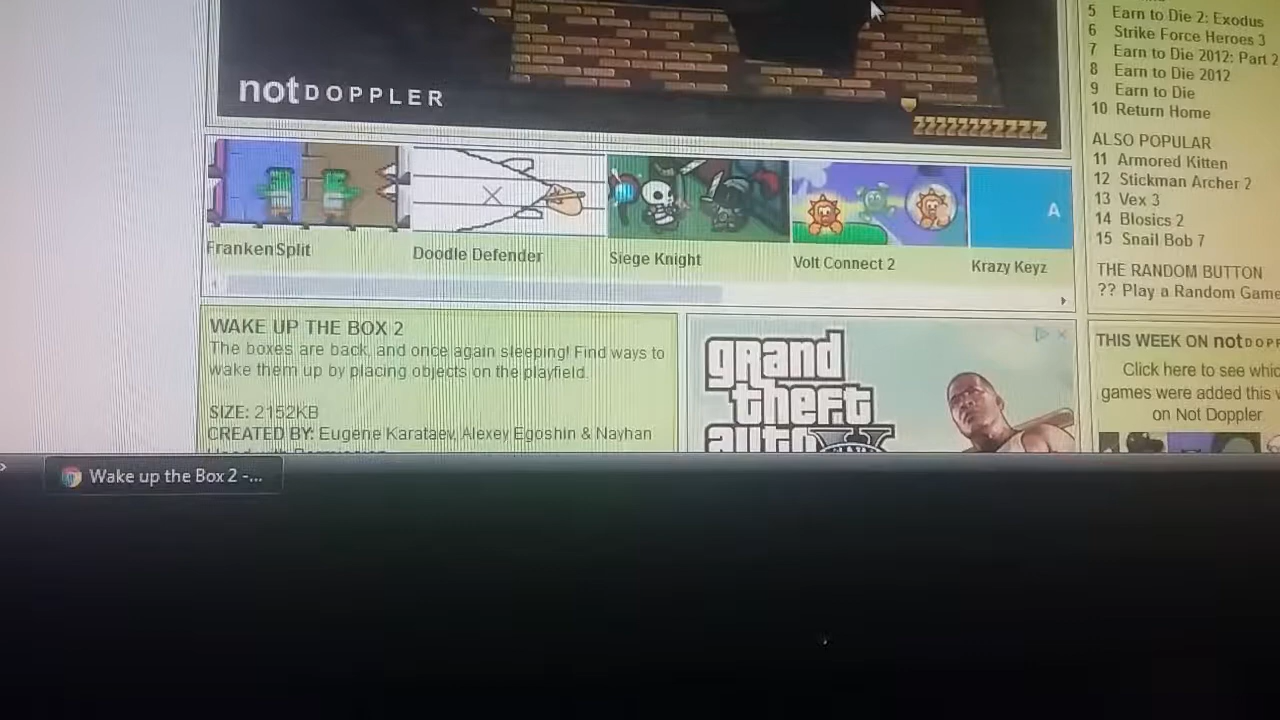 notDOPPLER
ZZZZZZZZZZZ
FrankenSplit
Doodle Defender
Siege Knight
Volt Connect 2
A
Krazy Keyz
5 Earn to Die 2: Exodus
6 Strike Force Heroes 3
7 Earn to Die 2012: Part 2
8 Earn to Die 2012
9 Earn to Die
10 Return Home
ALSO POPULAR
11 Armored Kitten
12 Stickman Archer 2
13 Vex 3
14 Blosics 2
15 Snail Bob 7
THE RANDOM BUTTON
?? Play a Random Game
WAKE UP THE BOX 2
The boxes are back, and once again sleeping! Find ways to
wake them up by placing objects on the playfield.
SIZE: 2152KB
CREATED BY: Eugene Karataev, Alexey Egoshin & Nayhan
grand
theft
auto V
THIS WEEK ON notDOPP
Click here to see whic
games were added this
on Not Doppler
Wake up the Box 2 -...